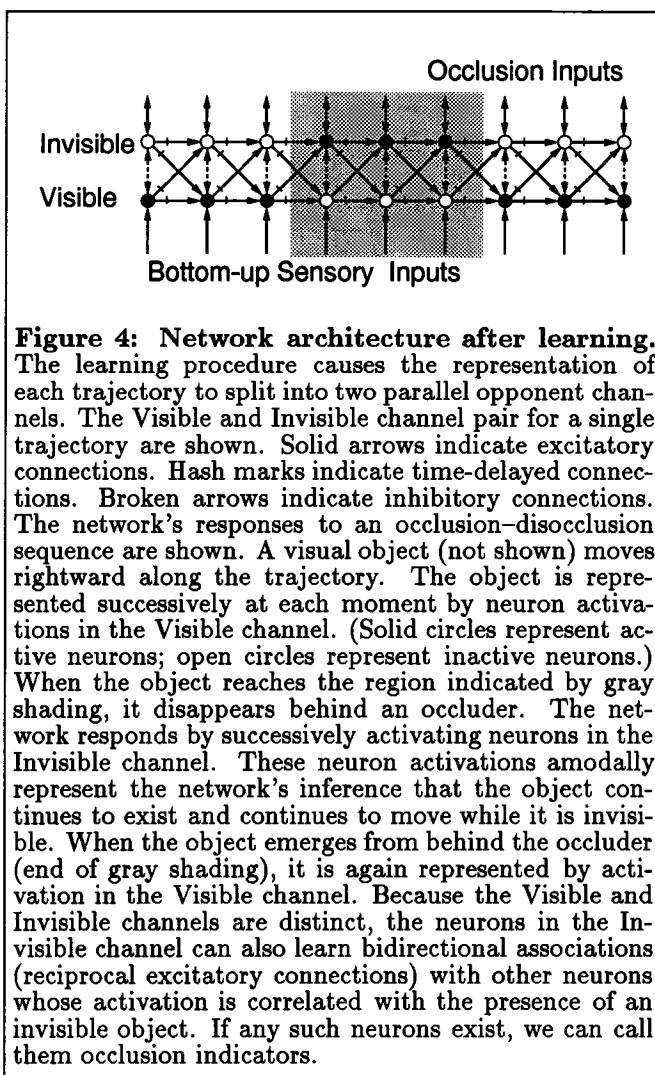 Occlusion Inputs
Invisible
Visible
Bottom-up Sensory Inputs
Figure 4: Network architecture after learning.
The learning procedure causes the representation of
each trajectory to split into two parallel opponent chan-
nels. The Visible and Invisible channel pair for a single
trajectory are shown. Solid arrows indicate excitatory
connections. Hash marks indicate time-delayed connec-
tions. Broken arrows indicate inhibitory connections.
The network's responses to an occlusion–disocclusion
sequence are shown. A visual object (not shown) moves
rightward along the trajectory. The object is repre-
sented successively at each moment by neuron activa-
tions in the Visible channel. (Solid circles represent ac-
tive neurons; open circles represent inactive neurons.)
When the object reaches the region indicated by gray
shading, it disappears behind an occluder. The net-
work responds by successively activating neurons in the
Invisible channel. These neuron activations amodally
represent the network's inference that the object con-
tinues to exist and continues to move while it is invisi-
ble. When the object emerges from behind the occluder
(end of gray shading), it is again represented by acti-
vation in the Visible channel. Because the Visible and
Invisible channels are distinct, the neurons in the In-
visible channel can also learn bidirectional associations
(reciprocal excitatory connections) with other neurons
whose activation is correlated with the presence of an
invisible object. If any such neurons exist, we can call
them occlusion indicators.